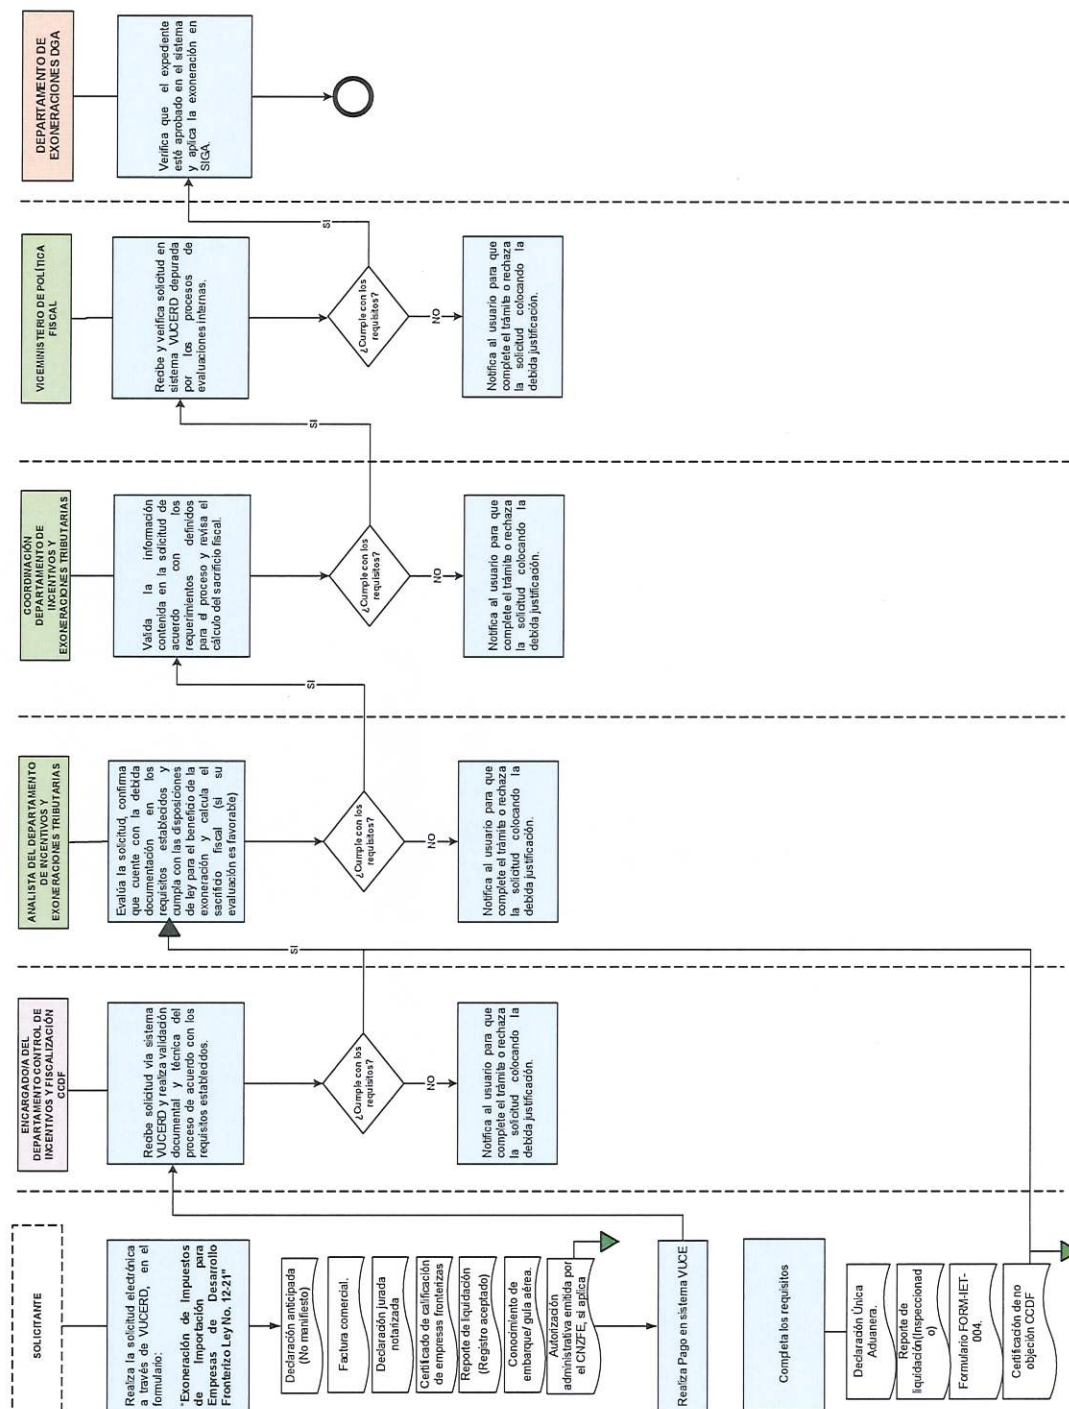 SOLICITANTE
Realiza la solicitud electrónica
a través de VUCERD, en el
formulario:
"Exoneración de Impuestos
de Importación para
Empresas de Desarrollo
Fronterizo Ley No. 12-21"
Declaración anticipada
(No manifiesto)
Factura comercial.
Declaración jurada
notarizada
Certificado de calificación
de empresas fronterizas
Reporte de liquidación
(Registro aceptado)
Conocimiento de
embarque/ guía aérea.
Autorización
administrativa emitida por
el CNZFE, si aplica
Realiza Pago en sistema VUCE
Completa los requisitos
Declaración Única
Aduanera.
Reporte de
liquidación(Inspeccionad
o)
Formulario FORM-IET-
004.
Certificación de no
objeción CCDF
ENCARGADO/A DEL
DEPARTAMENTO CONTROL DE
INCENTIVOS Y FISCALIZACIÓN
CCDF
Recibe solicitud vía sistema
VUCERD y realiza validación
documental y técnica del
proceso de acuerdo con los
requisitos establecidos.
¿Cumple con los
requisitos?
SI
NO
Notifica al usuario para que
complete el trámite o rechaza
la solicitud colocando la
debida justificación.
ANALISTA DEL DEPARTAMENTO
DE INCENTIVOS Y
EXONERACIONES TRIBUTARIAS
Evalúa la solicitud, confirma
que cuente con la debida
documentación en los
requisitos establecidos y
cumpla con las disposiciones
de ley para el beneficio de la
exoneración y calcula el
sacrificio fiscal (si su
evaluación es favorable)
¿Cumple con los
requisitos?
SI
NO
Notifica al usuario para que
complete el trámite o rechaza
la solicitud colocando la
debida justificación.
COORDINACIÓN
DEPARTAMENTO DE
INCENTIVOS Y
EXONERACIONES TRIBUTARIAS
Valida la información
contenida en la solicitud de
acuerdo con los
requerimientos definidos
para el proceso y revisa el
cálculo del sacrificio fiscal.
¿Cumple con los
requisitos?
SI
NO
Notifica al usuario para que
complete el trámite o rechaza
la solicitud colocando la
debida justificación.
VICEMINISTERIO DE POLÍTICA
FISCAL
Recibe y verifica solicitud en
sistema VUCERD depurada
por los procesos de
evaluaciones internas.
¿Cumple con los
requisitos?
SI
NO
Notifica al usuario para que
complete el trámite o rechaza
la solicitud colocando la
debida justificación.
DEPARTAMENTO DE
EXONERACIONES DGA
Verifica que el expediente
esté aprobado en el sistema
y aplica la exoneración en
SIGA.